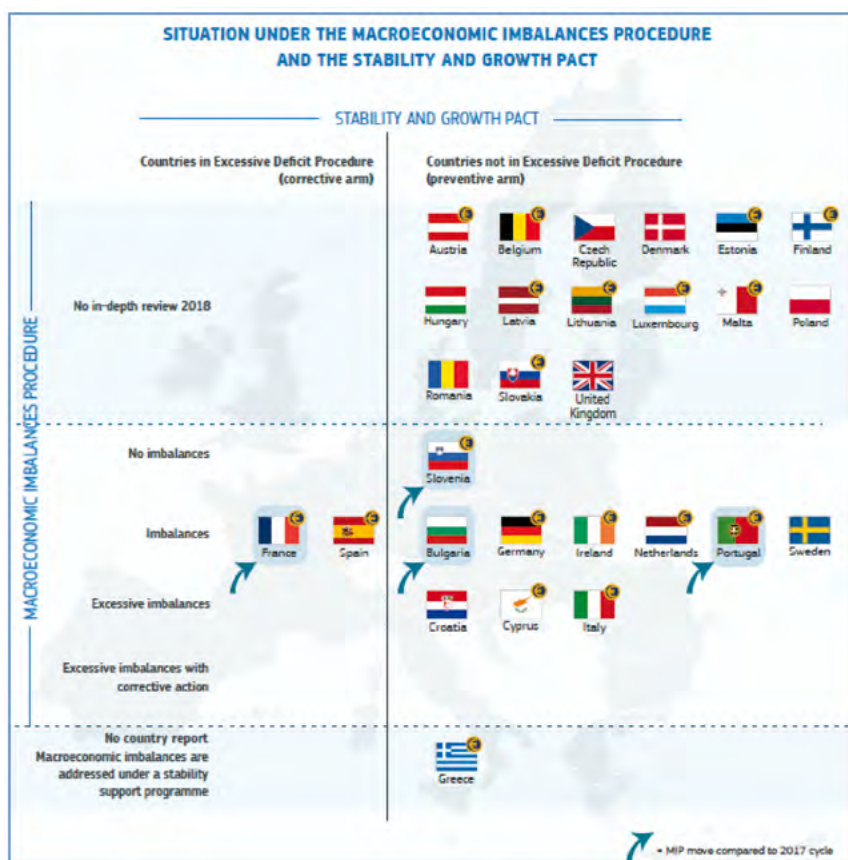 SITUATION UNDER THE MACROECONOMIC IMBALANCES PROCEDURE
AND THE STABILITY AND GROWTH PACT
STABILITY AND GROWTH PACT
Countries in Excessive Deficit Procedure
(corrective arm)
Countries not in Excessive Deficit Procedure
(preventive arm)
MACROECONOMIC IMBALANCES PROCEDURE
No in-depth review 2018
Austria
Belgium
Czech
Republic
Denmark
Estonia
Finland
Hungary
Latvia
Lithuania
Luxembourg
Malta
Poland
Romania
Slovakia
United
Kingdom
No imbalances
Slovenia
Imbalances
France
Spain
Bulgaria
Germany
Ireland
Netherlands
Portugal
Sweden
Excessive imbalances
Croatia
Cyprus
Italy
Excessive imbalances with
corrective action
No country report
Macroeconomic imbalances are
addressed under a stability
support programme
Greece
= MIP move compared to 2017 cycle